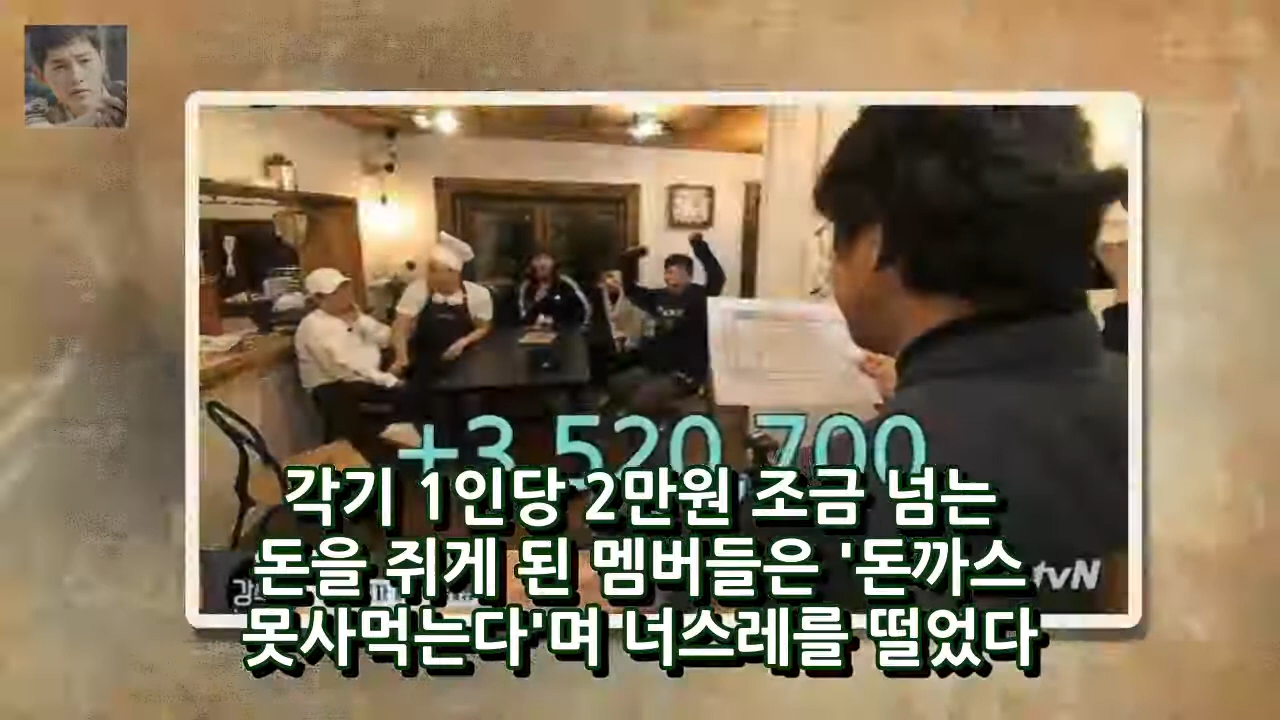 +3,520,700
각기 1인당 2만원 조금 넘는
돈을 쥐게 된 멤버들은 '돈까스
못사먹는다'며 너스레를 떨었다
tvN